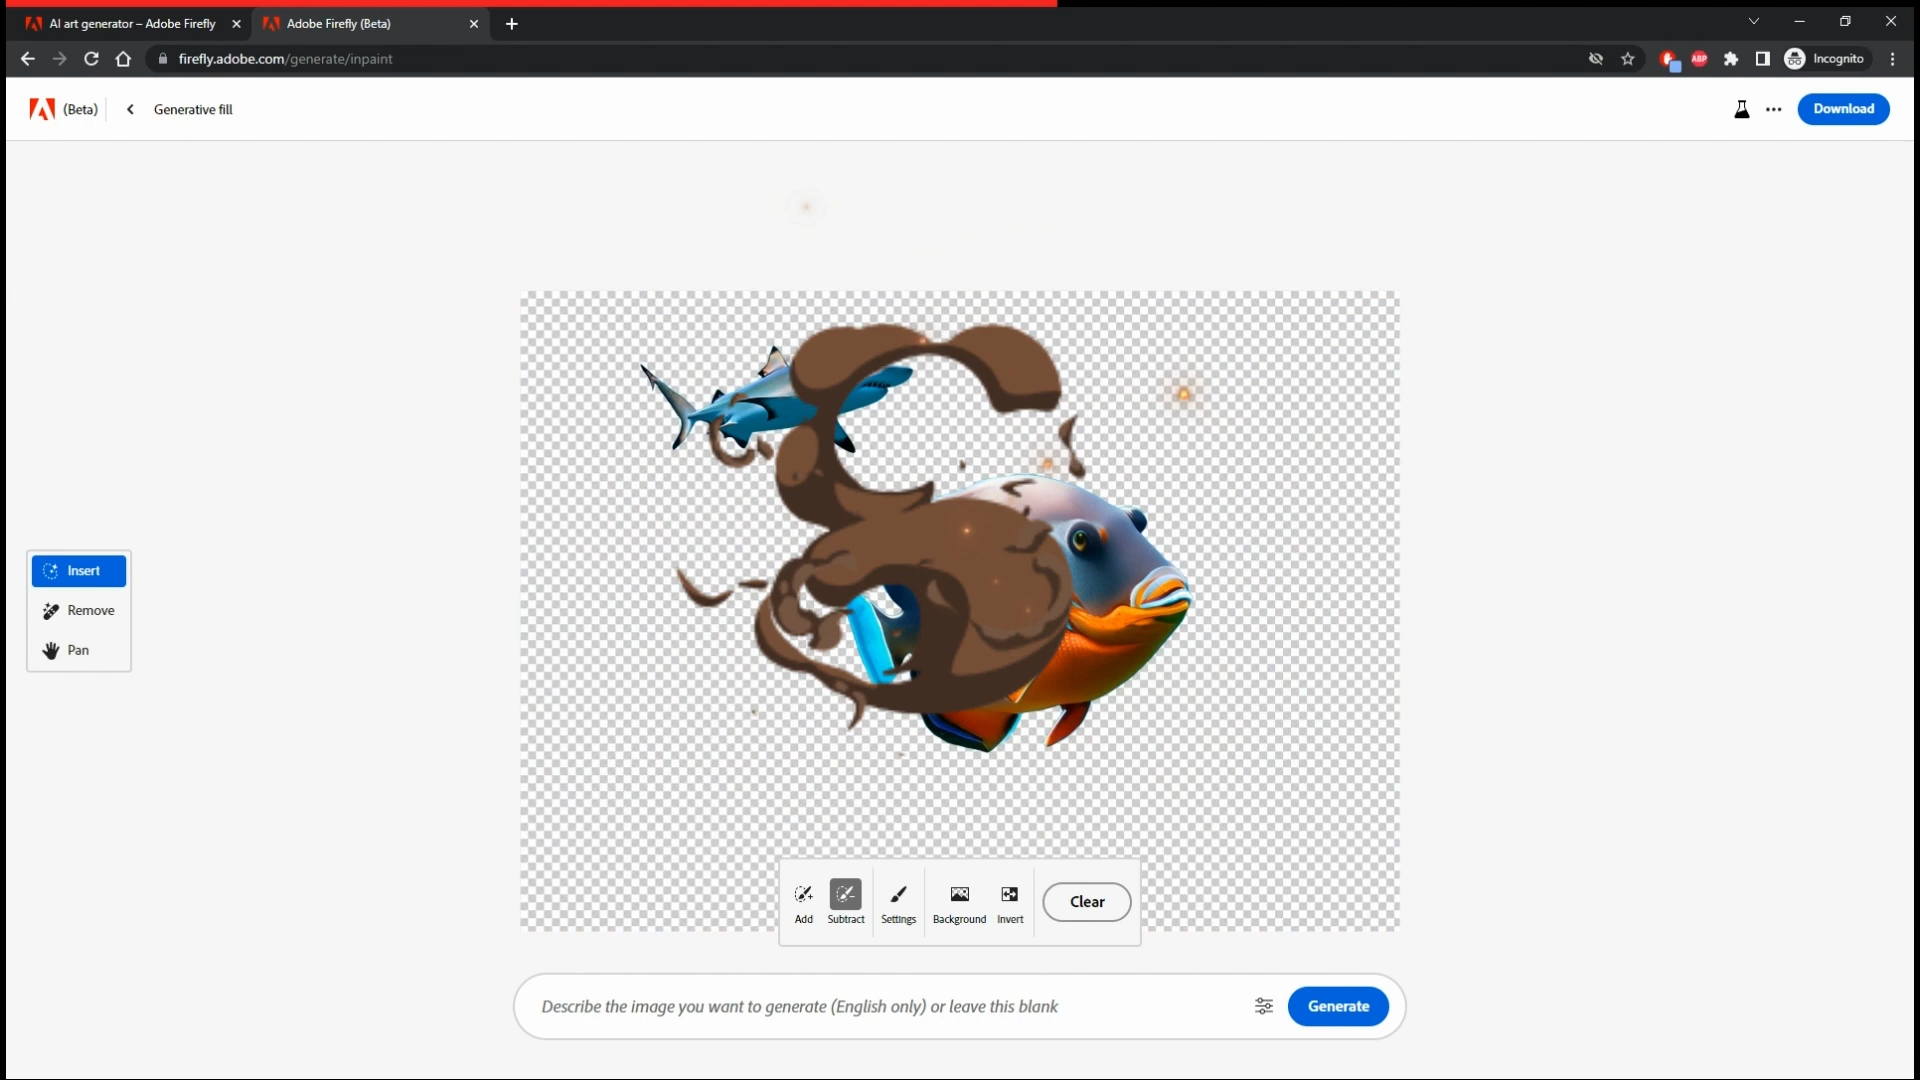 AI art generator – Adobe Firefly
Adobe Firefly (Beta)
firefly.adobe.com/generate/inpaint
ABP
Incognito
(Beta)
Generative fill
Download
Insert
Remove
Pan
Add
Subtract
Settings
Background
Invert
Clear
Describe the image you want to generate (English only) or leave this blank
Generate